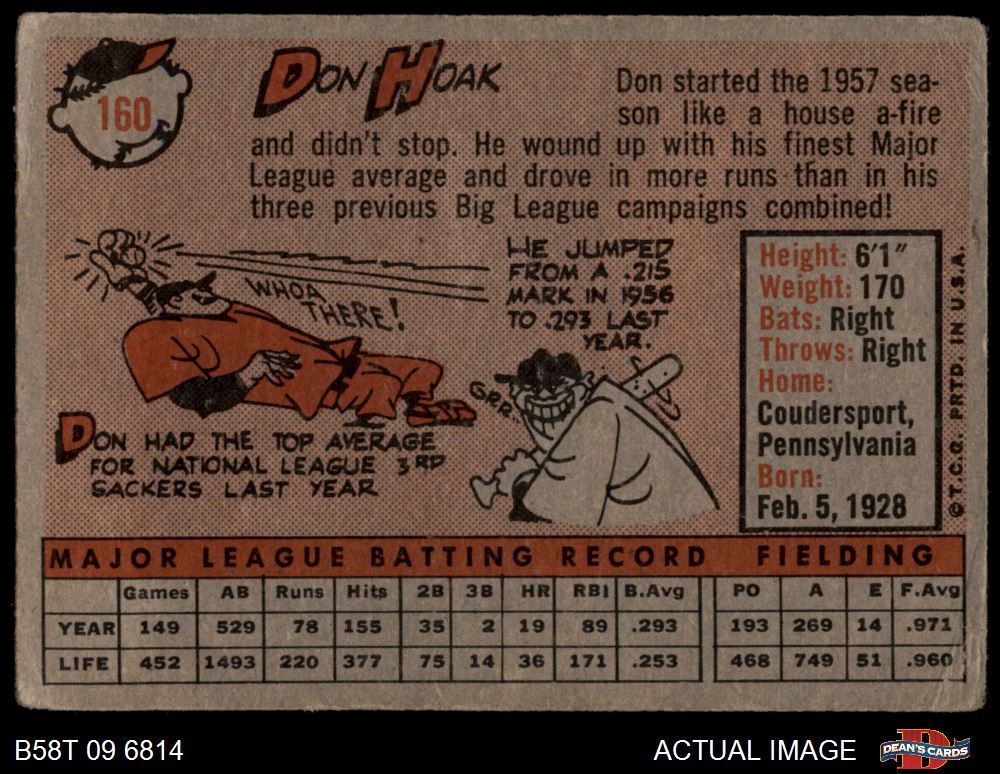 160
DON HOAK
Don started the 1957 sea-
son like a house a-fire
and didn't stop. He wound up with his finest Major
League average and drove in more runs than in his
three previous Big League campaigns combined!
WHOA
THERE!
HE JUMPED
FROM A .215
MARK IN 1956
TO .293 LAST
YEAR.
GRR
DON HAD THE TOP AVERAGE
FOR NATIONAL LEAGUE 3RD
SACKERS LAST YEAR
Height: 6'1"
Weight: 170
Bats: Right
Throws: Right
Home:
Coudersport,
Pennsylvania
Born:
Feb. 5, 1928
© T.C.G. PRTD. IN U.S.A.
MAJOR LEAGUE BATTING RECORD FIELDING
Games AB Runs Hits 2B 3B HR RBI B.Avg PO A E F.Avg
YEAR 149 529 78 155 35 2 19 89 .293 193 269 14 .971
LIFE 452 1493 220 377 75 14 36 171 .253 468 749 51 .960
B58T 09 6814
ACTUAL IMAGE
DEAN'S CARDS